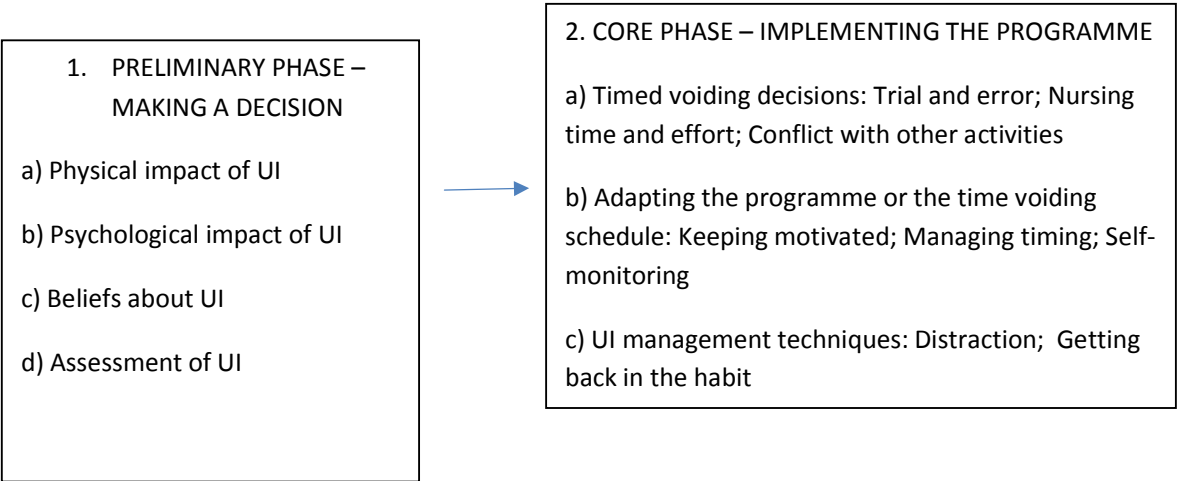 1. PRELIMINARY PHASE –
MAKING A DECISION
a) Physical impact of UI
b) Psychological impact of UI
c) Beliefs about UI
d) Assessment of UI
2. CORE PHASE – IMPLEMENTING THE PROGRAMME
a) Timed voiding decisions: Trial and error; Nursing
time and effort; Conflict with other activities
b) Adapting the programme or the time voiding
schedule: Keeping motivated; Managing timing; Self-
monitoring
c) UI management techniques: Distraction;  Getting
back in the habit